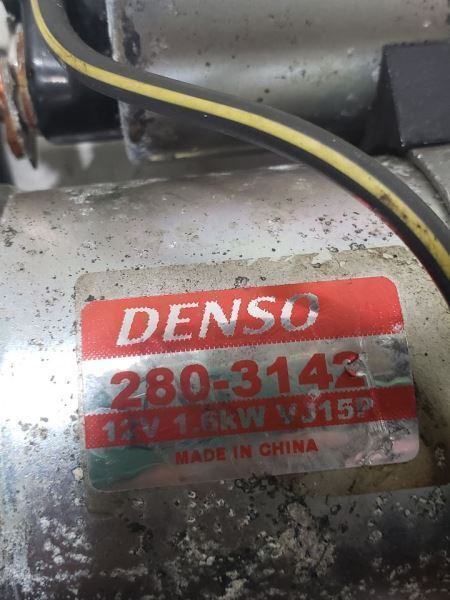 DENSO
280-3142
12V 1.6kW VJ15P
MADE IN CHINA